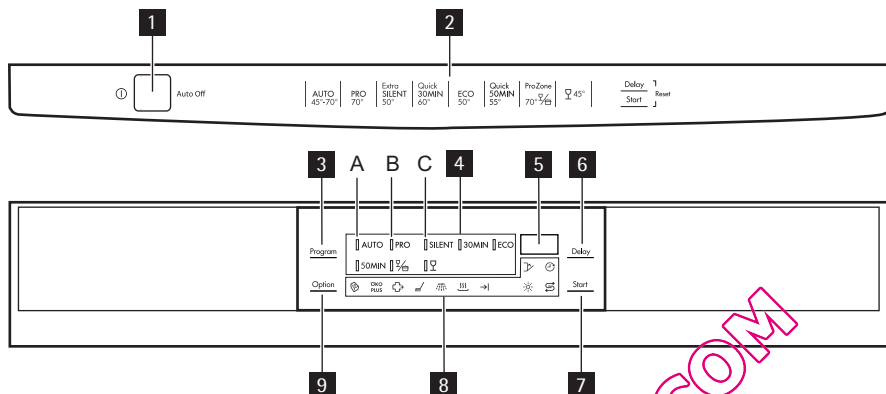 1
2
Auto Off
AUTO
45°-70°
PRO
70°
Extra
SILENT
50°
Quick
30MIN
60°
ECO
50°
Quick
50MIN
55°
ProZone
70°
45°
Delay
Start
Reset
3 A B C 4 5 6
Program
AUTO PRO SILENT 30MIN ECO
50MIN
Delay
Option
ÖKO
PLUS
Start
9 8 7
COM